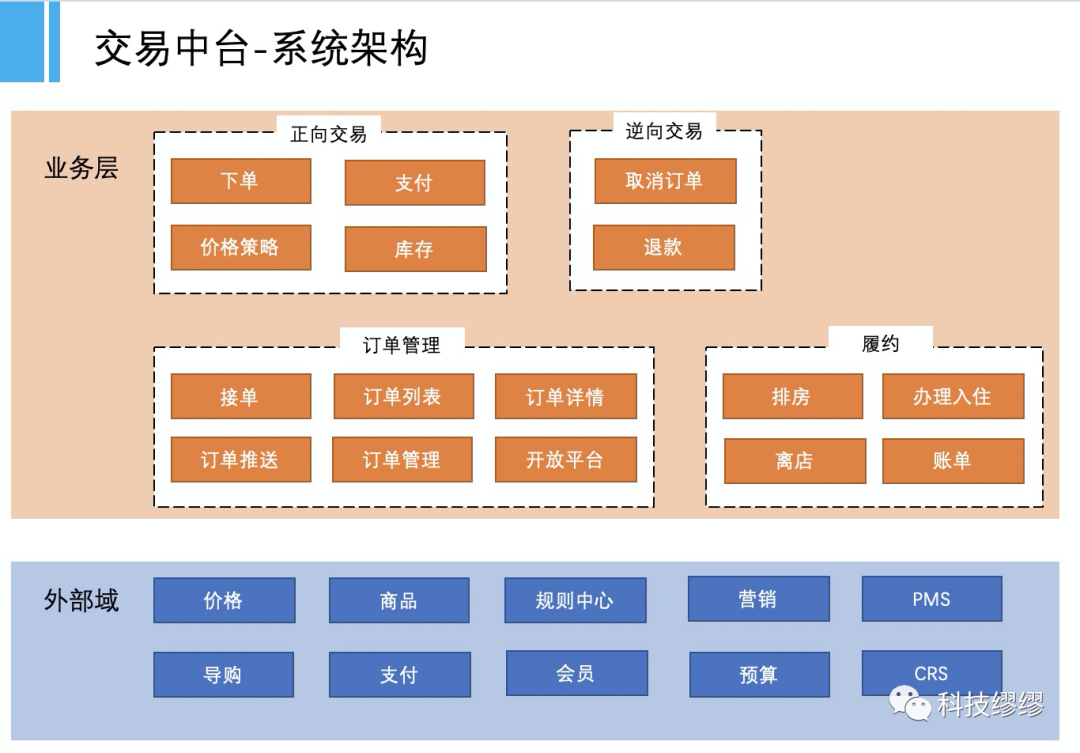 交易中台-系统架构
业务层
正向交易
下单
支付
价格策略
库存
逆向交易
取消订单
退款
订单管理
接单
订单列表
订单详情
订单推送
订单管理
开放平台
履约
排房
办理入住
离店
账单
外部域
价格
商品
规则中心
营销
PMS
导购
支付
会员
预算
CRS
科技缪缪